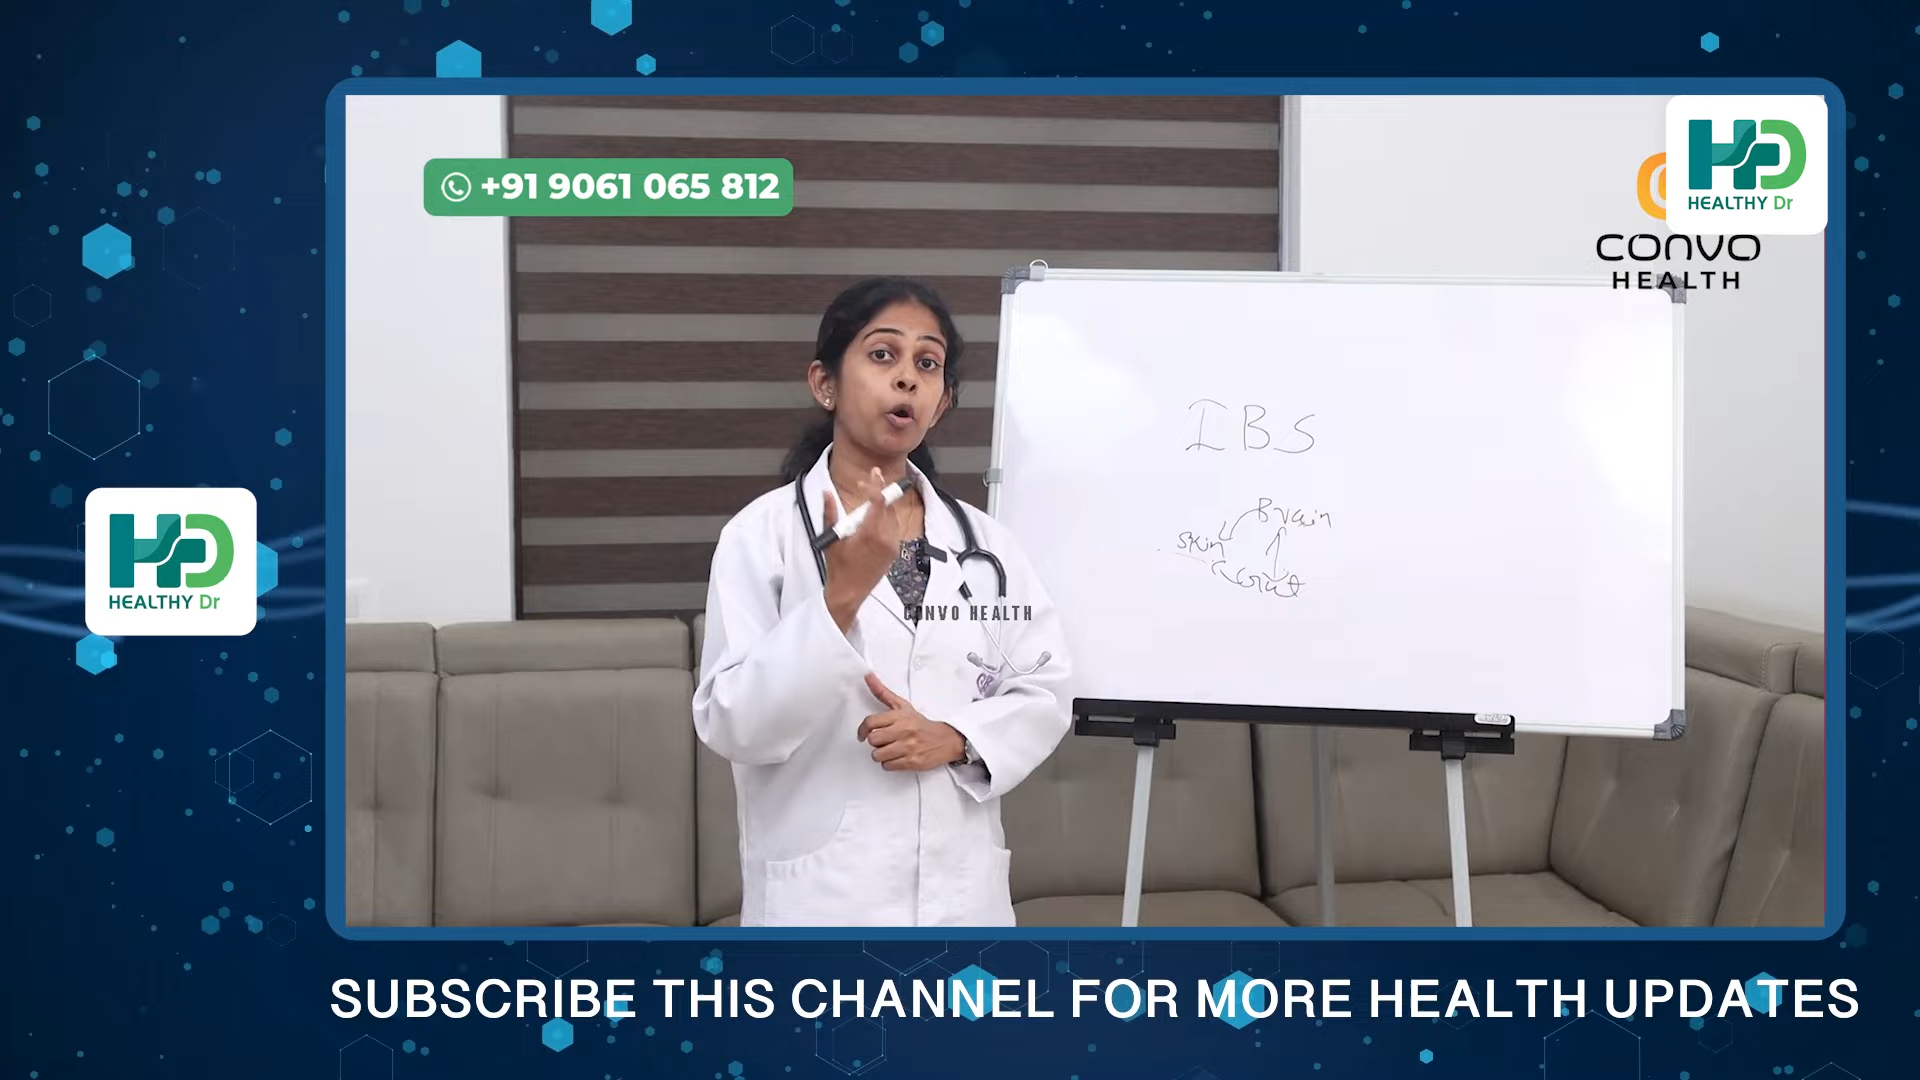 +91 9061 065 812
HEALTHY Dr
CONVO
HEALTH
IBS
Brain
Skin
Gut
CONVO HEALTH
HEALTHY Dr
SUBSCRIBE THIS CHANNEL FOR MORE HEALTH UPDATES